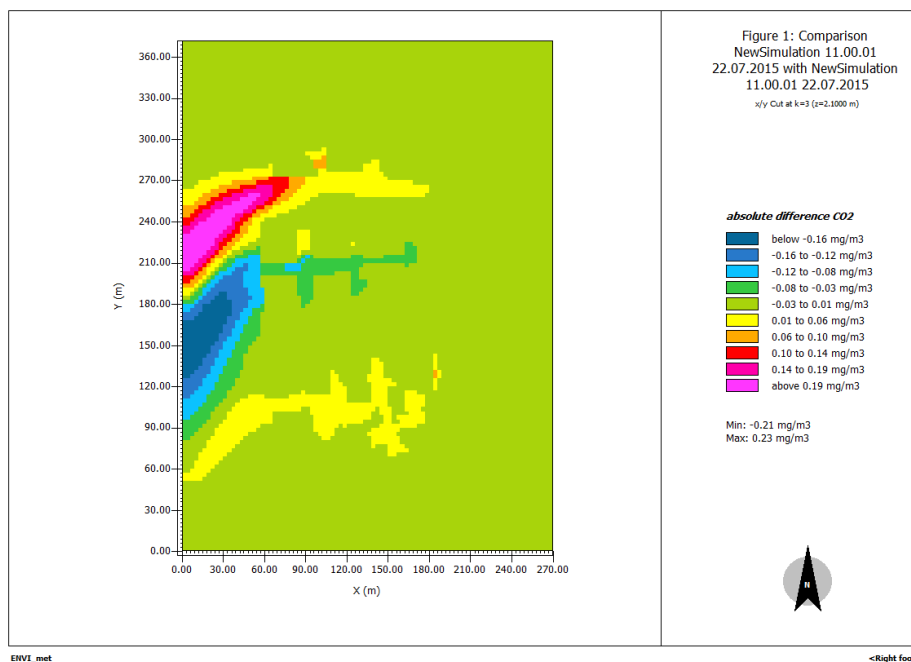 Figure 1: Comparison
NewSimulation 11.00.01
22.07.2015 with NewSimulation
11.00.01 22.07.2015
x/y Cut at k=3 (z=2.1000 m)
360.00
330.00
300.00
270.00
240.00
210.00
180.00
150.00
120.00
90.00
60.00
30.00
0.00
Y (m)
0.00 30.00 60.00 90.00 120.00 150.00 180.00 210.00 240.00 270.00
X (m)
absolute difference CO2
below -0.16 mg/m3
-0.16 to -0.12 mg/m3
-0.12 to -0.08 mg/m3
-0.08 to -0.03 mg/m3
-0.03 to 0.01 mg/m3
0.01 to 0.06 mg/m3
0.06 to 0.10 mg/m3
0.10 to 0.14 mg/m3
0.14 to 0.19 mg/m3
above 0.19 mg/m3
Min: -0.21 mg/m3
Max: 0.23 mg/m3
N
ENVI_met
<Right foo